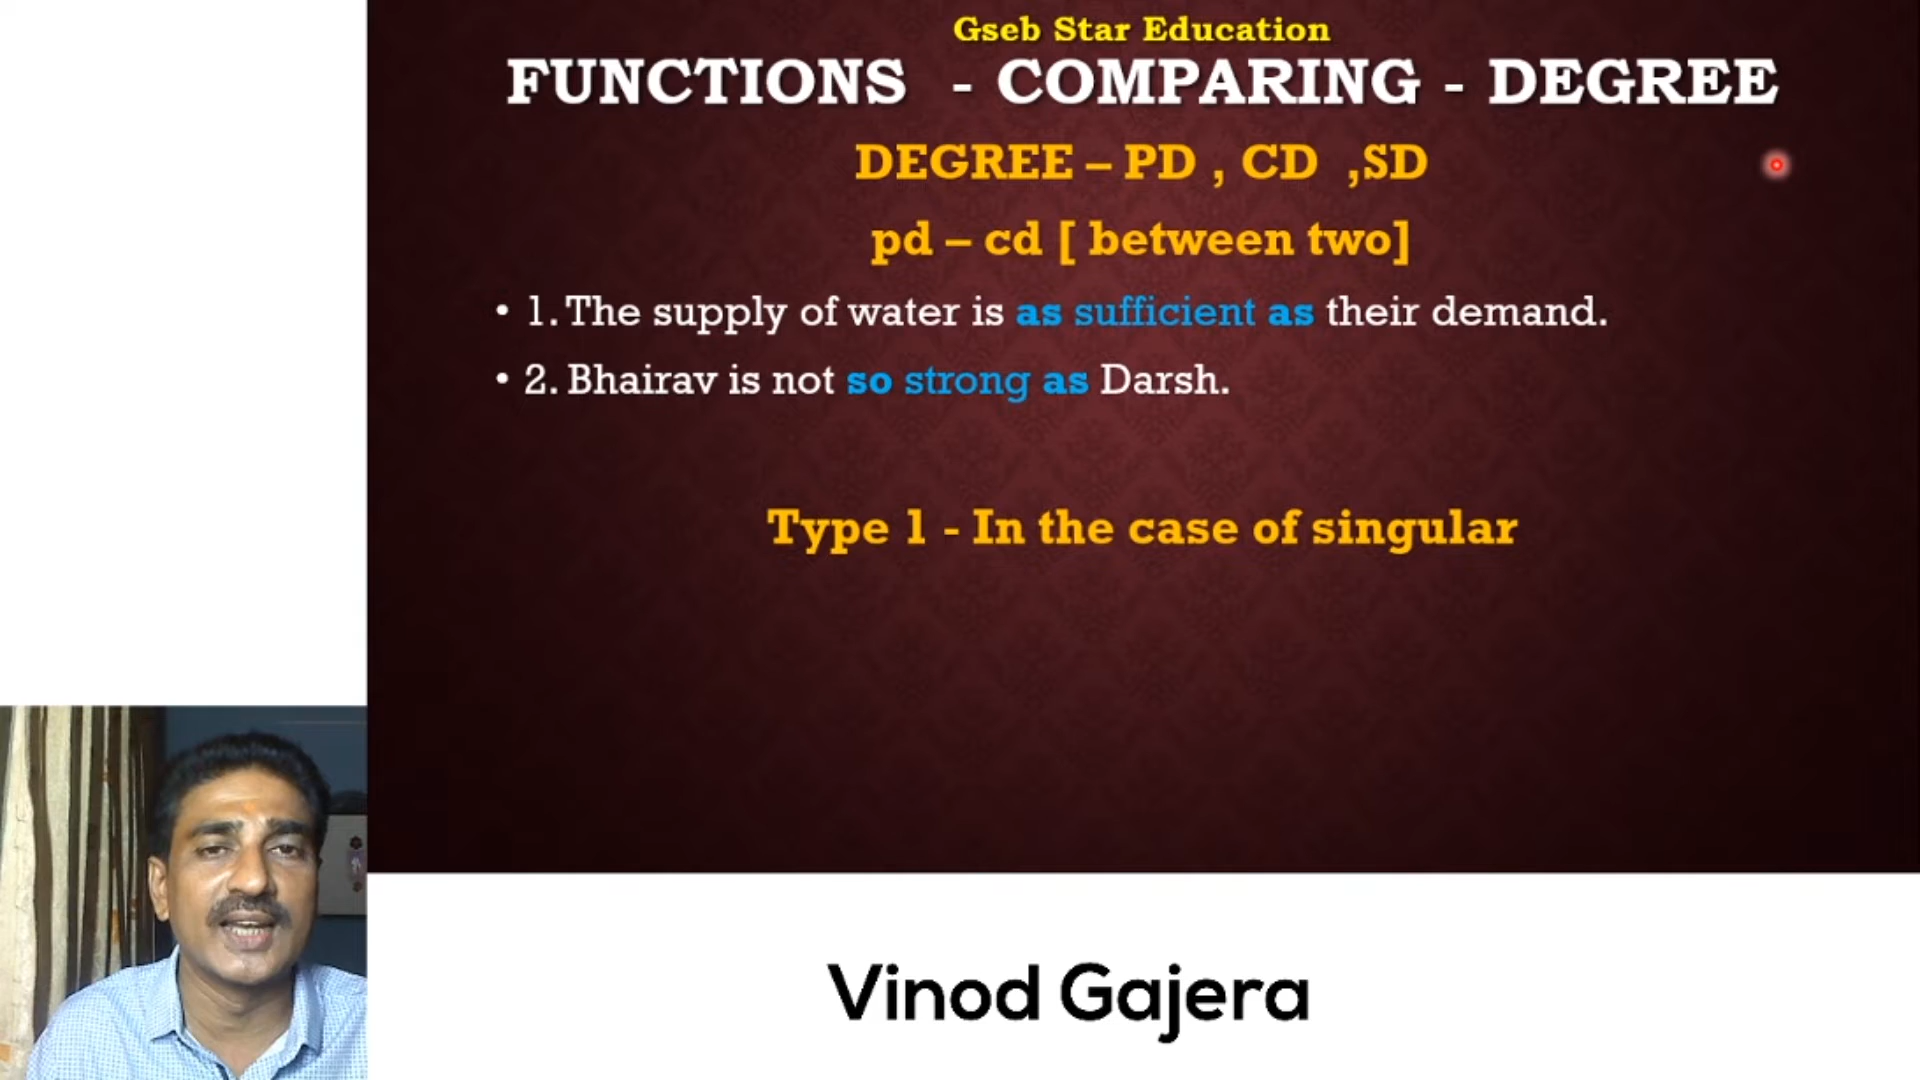 Gseb Star Education
FUNCTIONS - COMPARING - DEGREE
DEGREE – PD , CD ,SD
pd – cd [ between two]
• 1. The supply of water is as sufficient as their demand.
• 2. Bhairav is not so strong as Darsh.
Type 1 - In the case of singular
Vinod Gajera